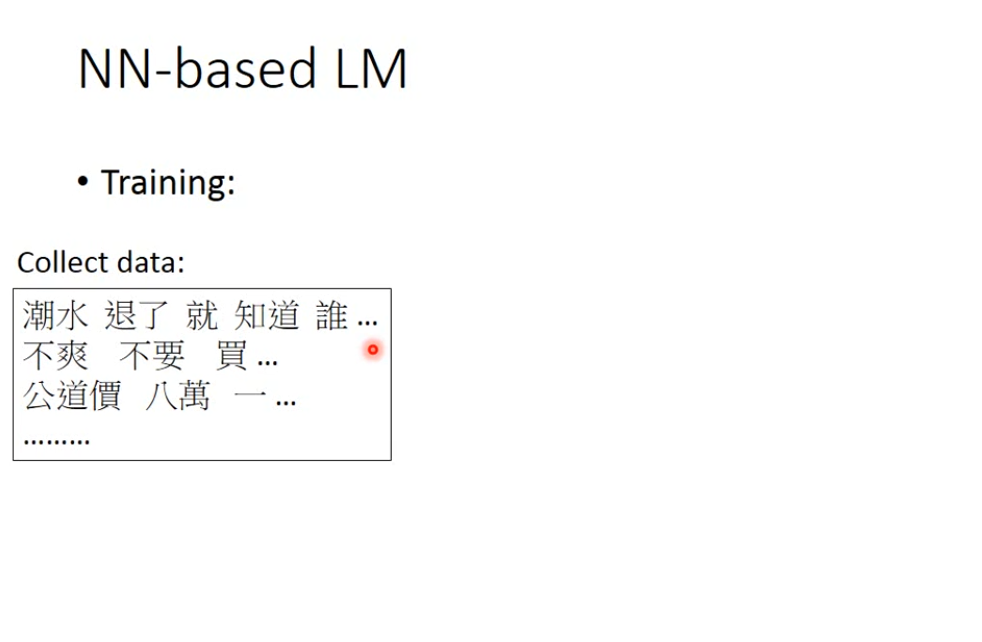 NN-based LM
• Training:
Collect data:
潮水 退了 就 知道 誰 …
不爽 不要 買 …
公道價 八萬 一 …
………